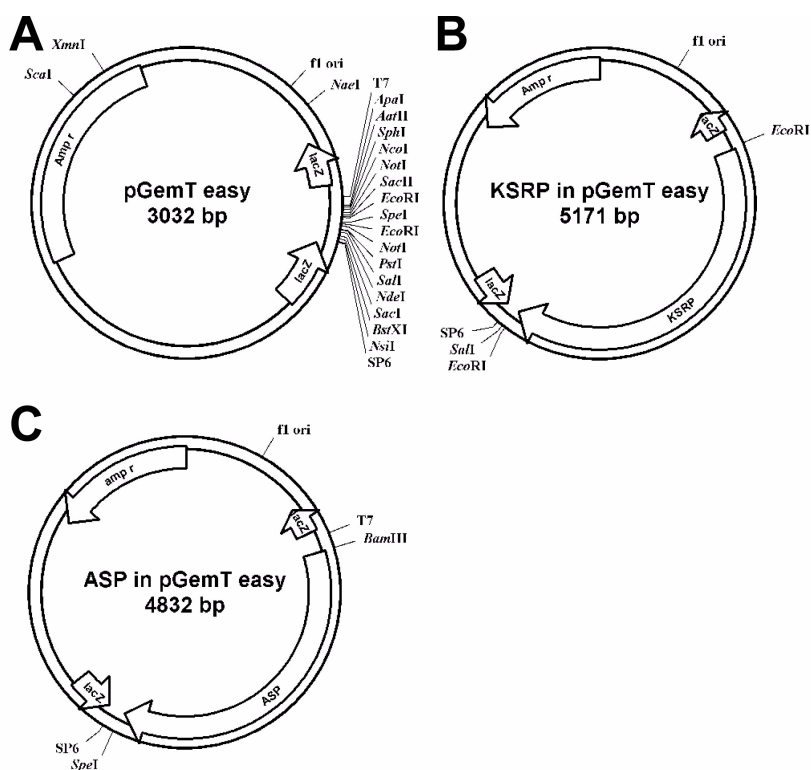 A
XmnI
ScaI
f1 ori
NaeI
T7
ApaI
AatII
SphI
NcoI
NotI
SacII
EcoRI
SpeI
EcoRI
NotI
PstI
SalI
NdeI
SacI
BstXI
NsiI
SP6
Amp r
lacZ
lacZ
pGemT easy
3032 bp
B
f1 ori
Amp r
lacZ
EcoRI
KSRP in pGemT easy
5171 bp
lacZ
KSRP
SP6
SalI
EcoRI
C
f1 ori
amp r
lacZ
T7
BamIII
ASP in pGemT easy
4832 bp
lacZ
ASP
SP6
SpeI